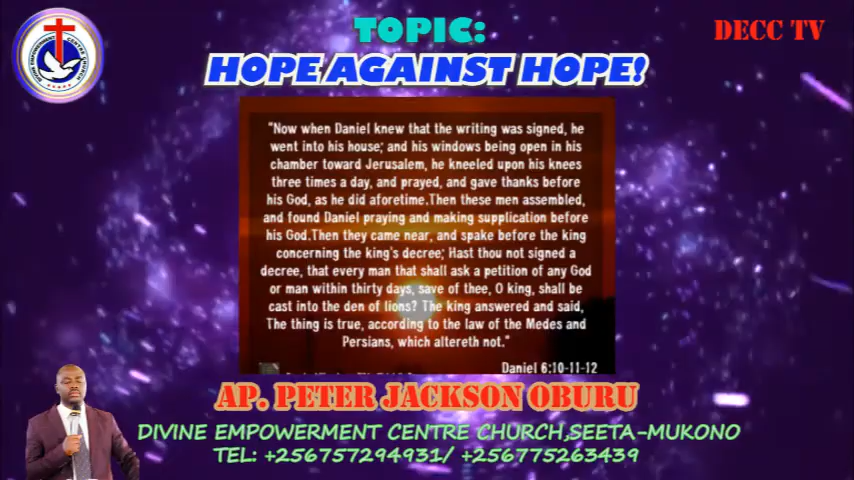 TOPIC:
DECC TV
HOPE AGAINST HOPE!
"Now when Daniel knew that the writing was signed, he
went into his house; and his windows being open in his
chamber toward Jerusalem, he kneeled upon his knees
three times a day, and prayed, and gave thanks before
his God, as he did aforetime.Then these men assembled,
and found Daniel praying and making supplication before
his God.Then they came near, and spake before the king
concerning the king's decree; Hast thou not signed a
decree, that every man that shall ask a petition of any God
or man within thirty days, save of thee, O king, shall be
cast into the den of lions? The king answered and said,
The thing is true, according to the law of the Medes and
Persians, which altereth not."
Daniel 6:10-11-12
AP. PETER JACKSON OBURU
DIVINE EMPOWERMENT CENTRE CHURCH,SEETA-MUKONO
TEL: +256757294931/ +256775263439